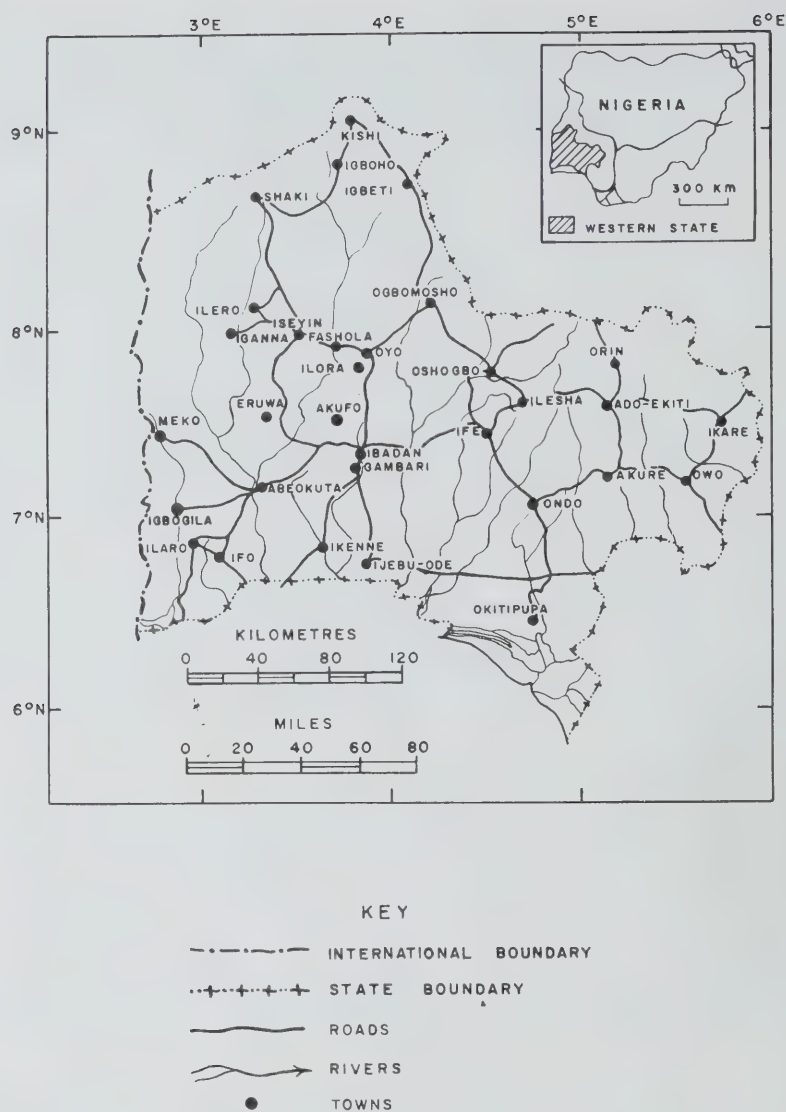 3°E 4°E 5°E 6°E
9°N
8°N
7°N
6°N
NIGERIA
300 Km
WESTERN STATE
KISHI
IGBOHO
IGBETI
SHAKI
OGBOMOSHO
ILERO
ISEYIN
IGANNA
FASHOLA
OYO
ORIN
ILORA
OSHOGBO
ERUWA
AKUFO
ILESHA
ADO-EKITI
MEKO
IFE
IKARE
IBADAN
GAMBARI
ABEOKUTA
AKURE
OWO
IGBOGILA
ONDO
ILARO
IFO
IKENNE
IJEBU-ODE
OKITIPUPA
KILOMETRES
0 40 80 120
MILES
0 20 40 60 80
KEY
INTERNATIONAL BOUNDARY
STATE BOUNDARY
ROADS
RIVERS
TOWNS